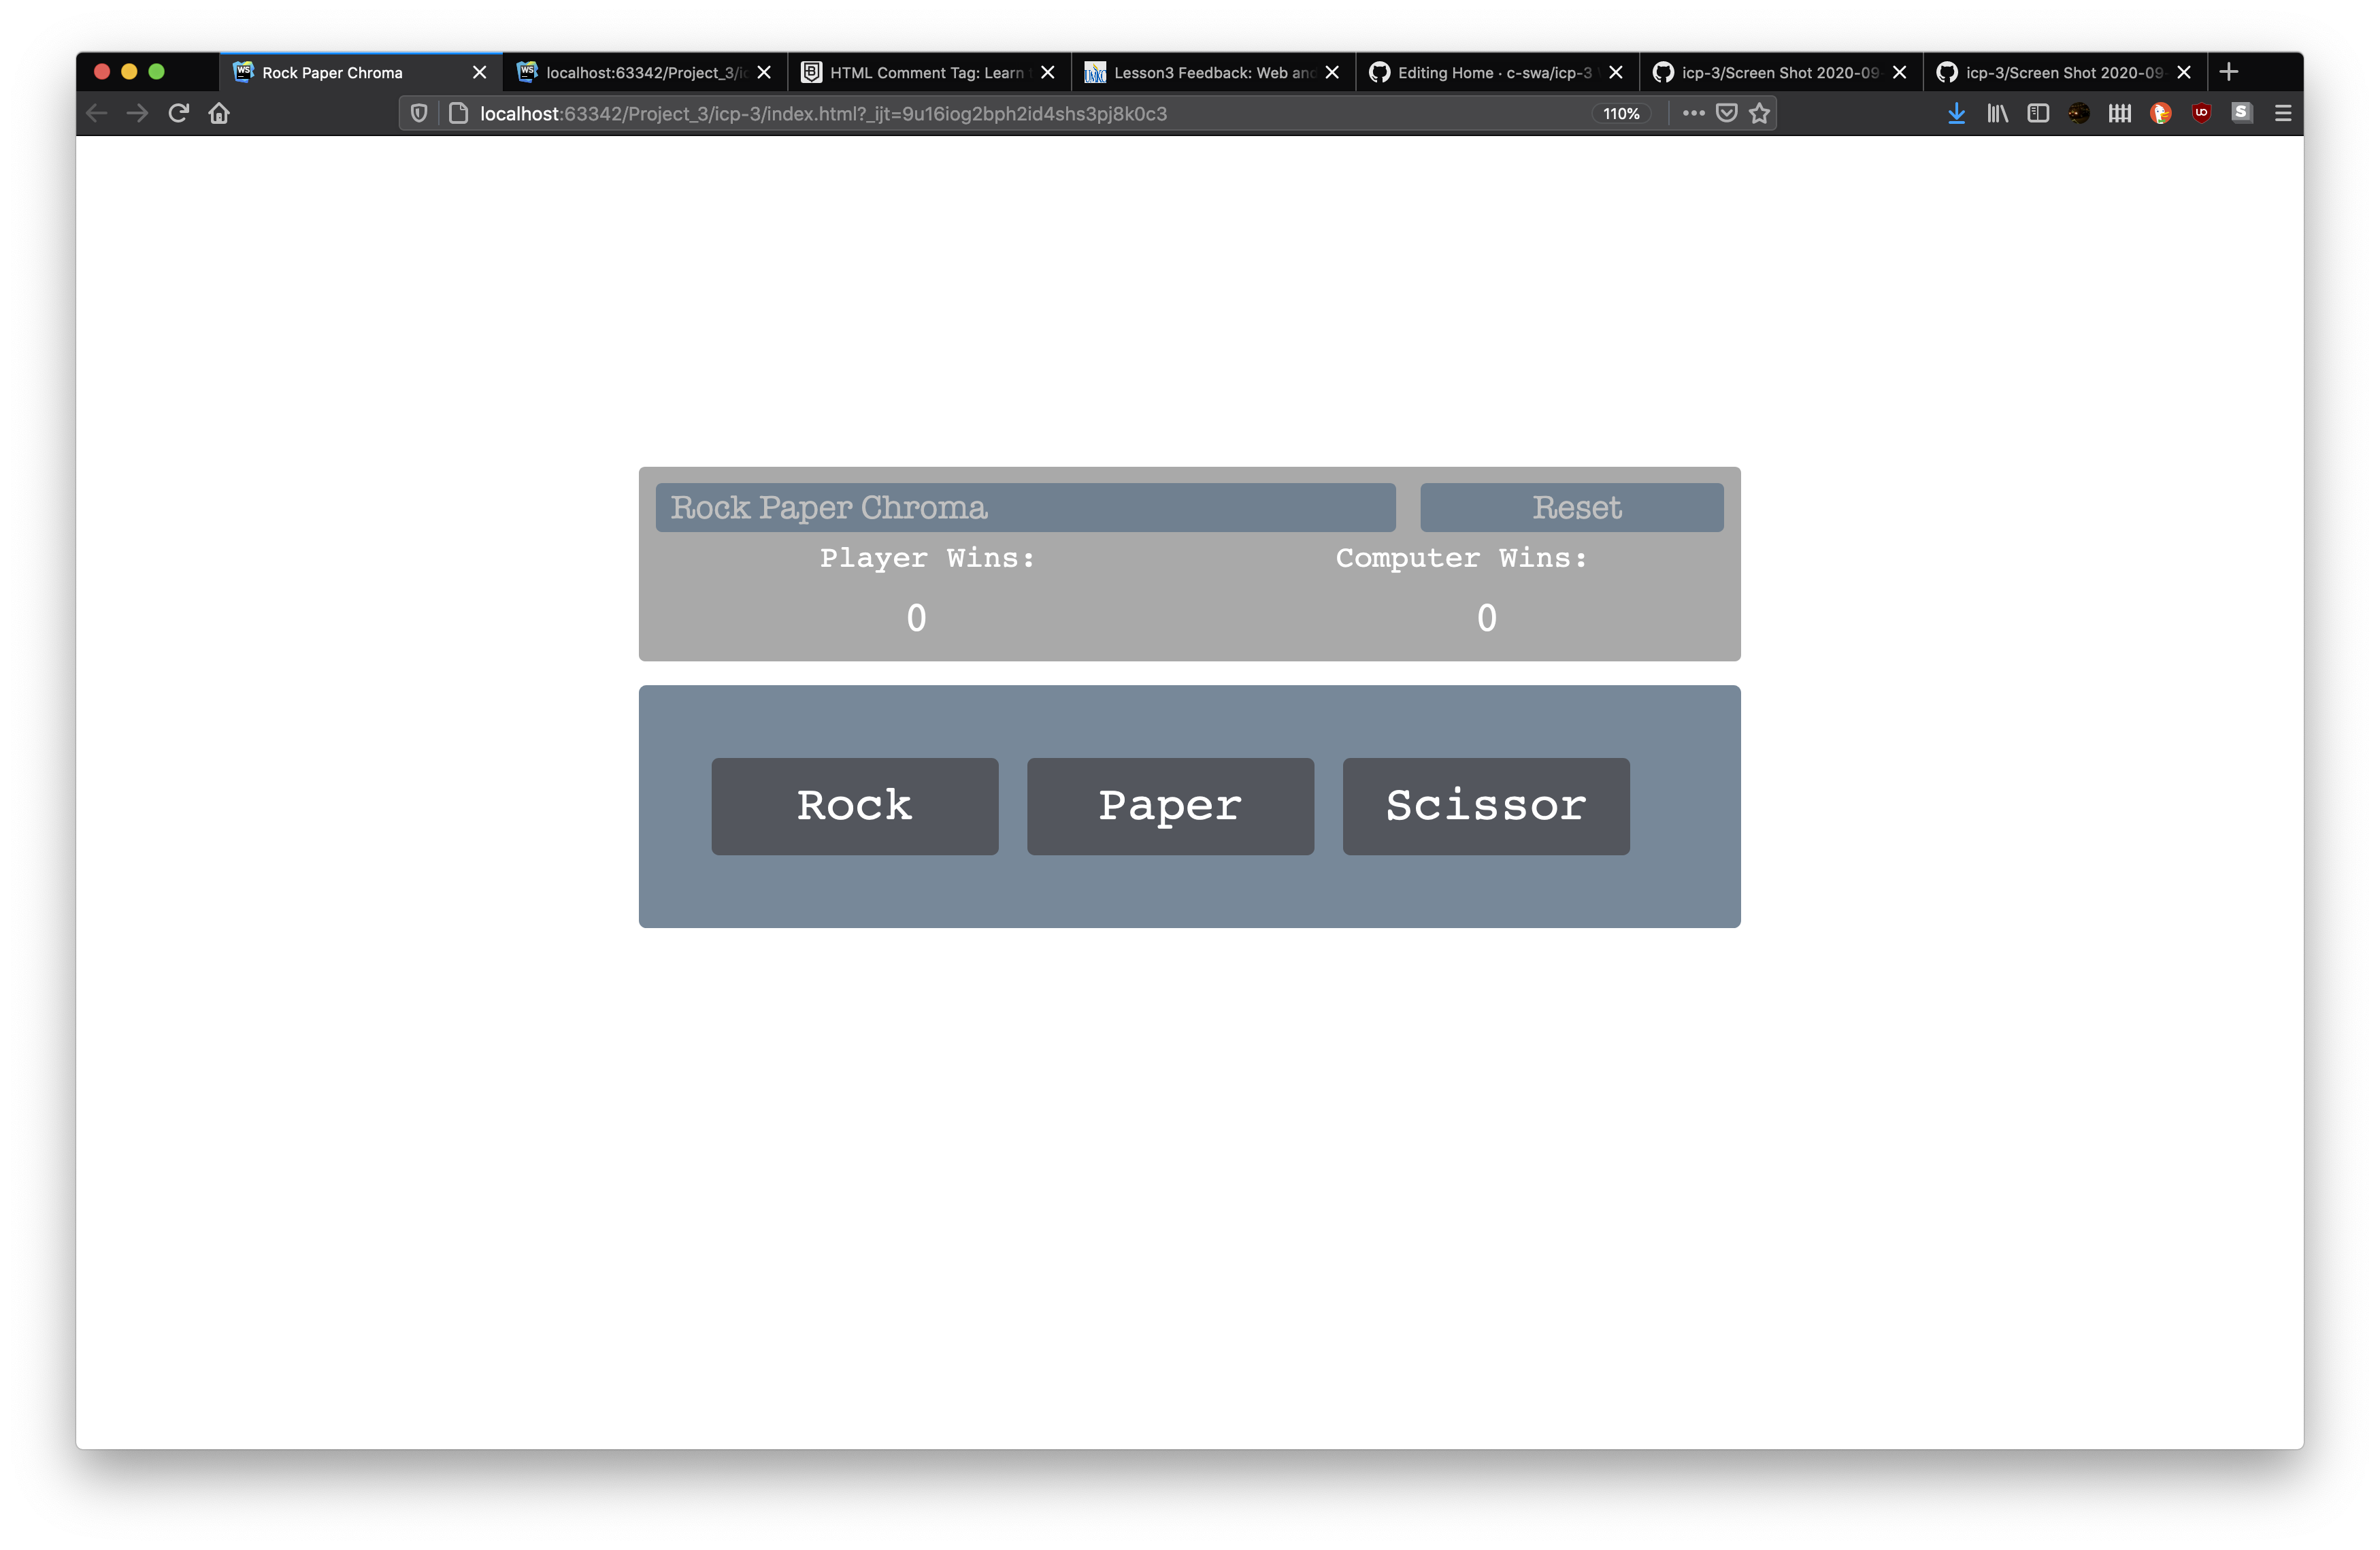 Rock Paper Chroma
localhost:63342/Project_3/ic
HTML Comment Tag: Learn
Lesson3 Feedback: Web and
Editing Home · c-swa/icp-3
icp-3/Screen Shot 2020-09-
icp-3/Screen Shot 2020-09-
localhost:63342/Project_3/icp-3/index.html?_ijt=9u16iog2bph2id4shs3pj8k0c3
110%
Rock Paper Chroma
Reset
Player Wins:
Computer Wins:
0
0
Rock
Paper
Scissor